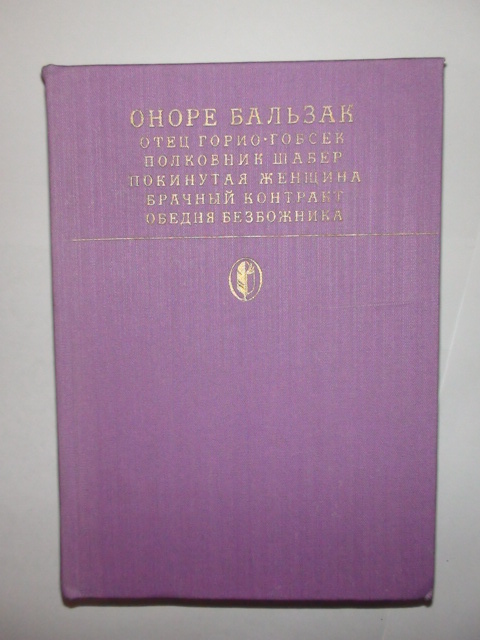 ОНОРЕ БАЛЬЗАК
ОТЕЦ ГОРИО·ГОБСЕК
ПОЛКОВНИК ШАБЕР
ПОКИНУТАЯ ЖЕНЩИНА
БРАЧНЫЙ КОНТРАКТ
ОБЕДНЯ БЕЗБОЖНИКА